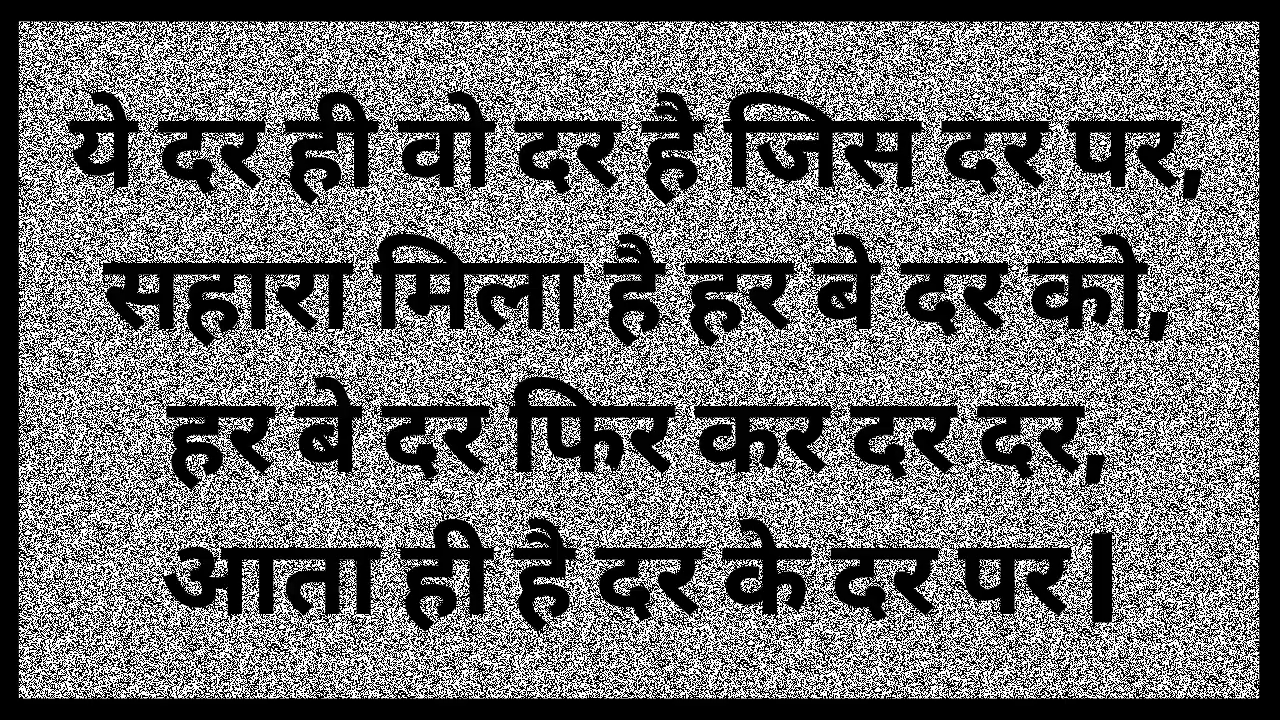 ये दर ही वो दर है जिस दर पर,
सहारा मिला है हर बे दर को,
हर बे दर फिर कर दर दर,
आता ही है दर के दर पर।